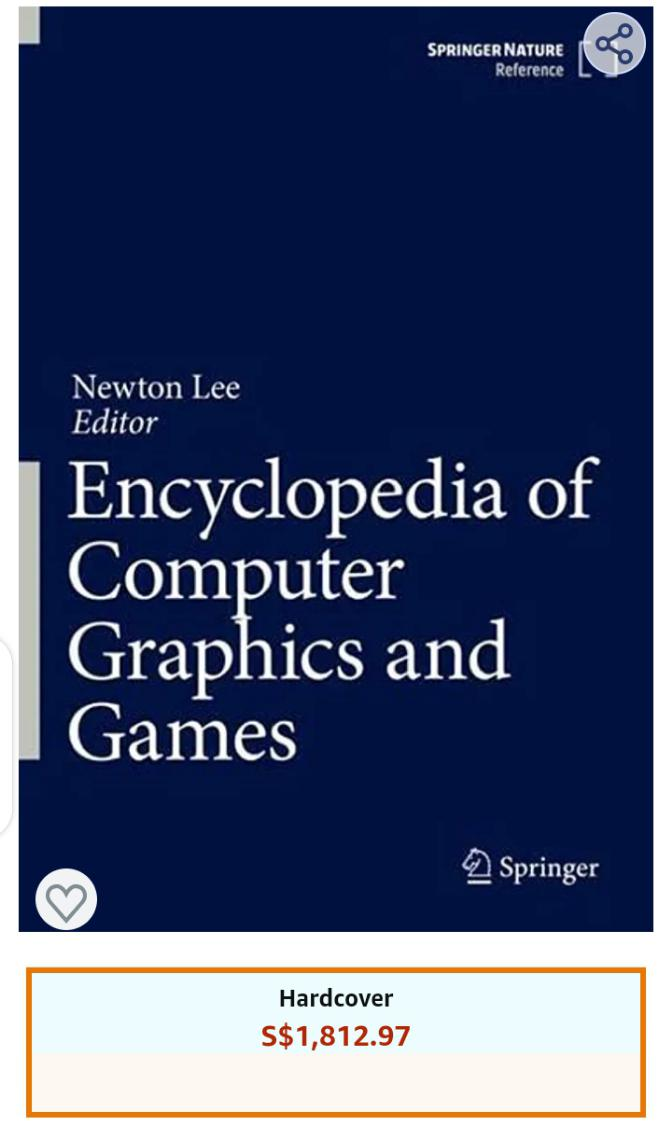 SPRINGER NATURE
Reference
Newton Lee
Editor
Encyclopedia of
Computer
Graphics and
Games
Springer
Hardcover
S$1,812.97